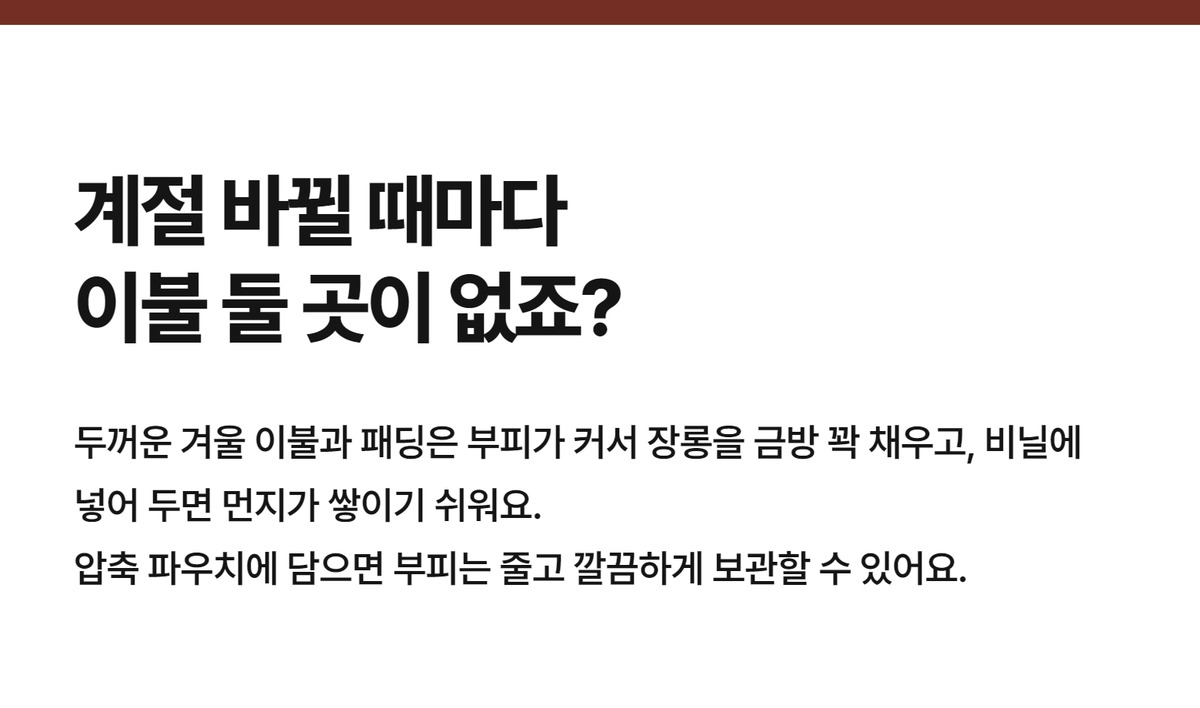 계절 바뀔 때마다
이불 둘 곳이 없죠?
두꺼운 겨울 이불과 패딩은 부피가 커서 장롱을 금방 꽉 채우고, 비닐에
넣어 두면 먼지가 쌓이기 쉬워요.
압축 파우치에 담으면 부피는 줄고 깔끔하게 보관할 수 있어요.